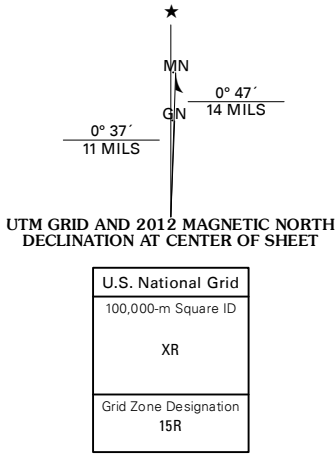 ★
MN
0° 47´
14 MILS
GN
0° 37´
11 MILS
UTM GRID AND 2012 MAGNETIC NORTH
DECLINATION AT CENTER OF SHEET
U.S. National Grid
100,000-m Square ID
XR
Grid Zone Designation
15R